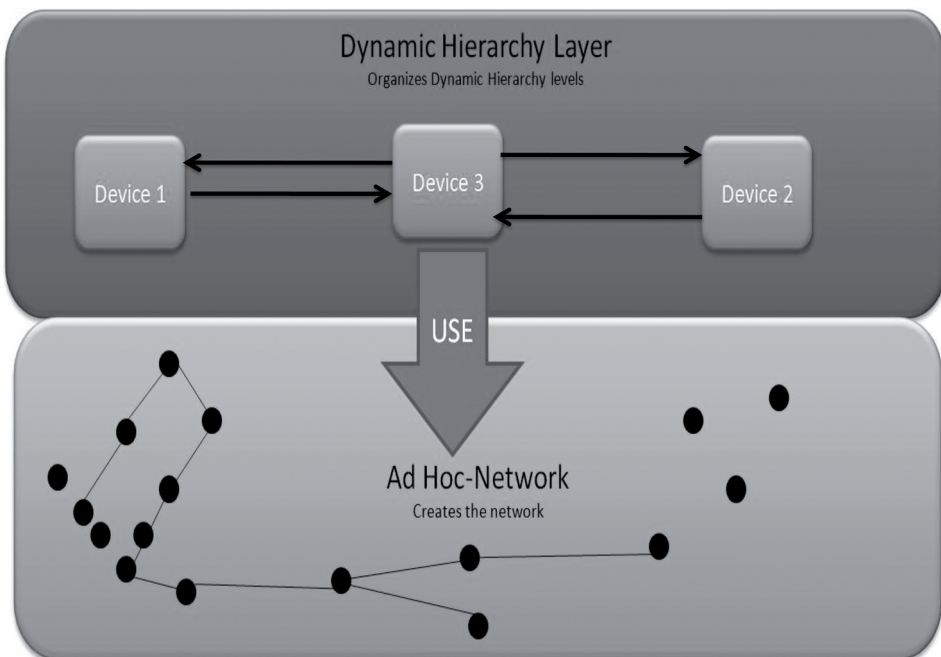 Dynamic Hierarchy Layer
Organizes Dynamic Hierarchy levels
Device 1
Device 3
Device 2
USE
Ad Hoc-Network
Creates the network